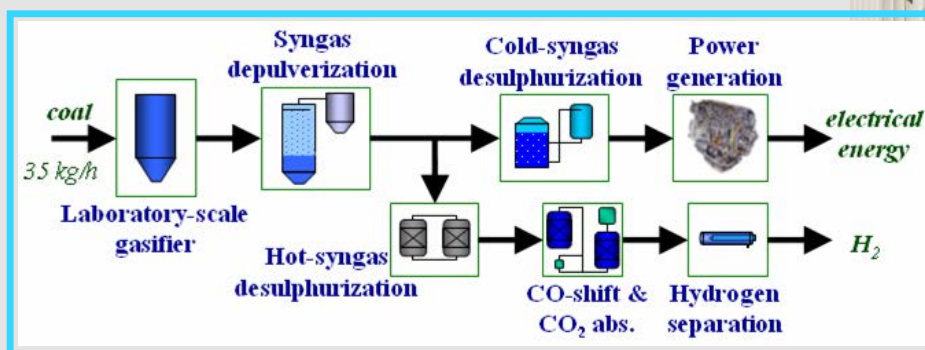 Syngas
depulverization
Cold-syngas
desulphurization
Power
generation
coal
35 kg/h
electrical
energy
Laboratory-scale
gasifier
Hot-syngas
desulphurization
CO-shift &
CO₂ abs.
Hydrogen
separation
H₂